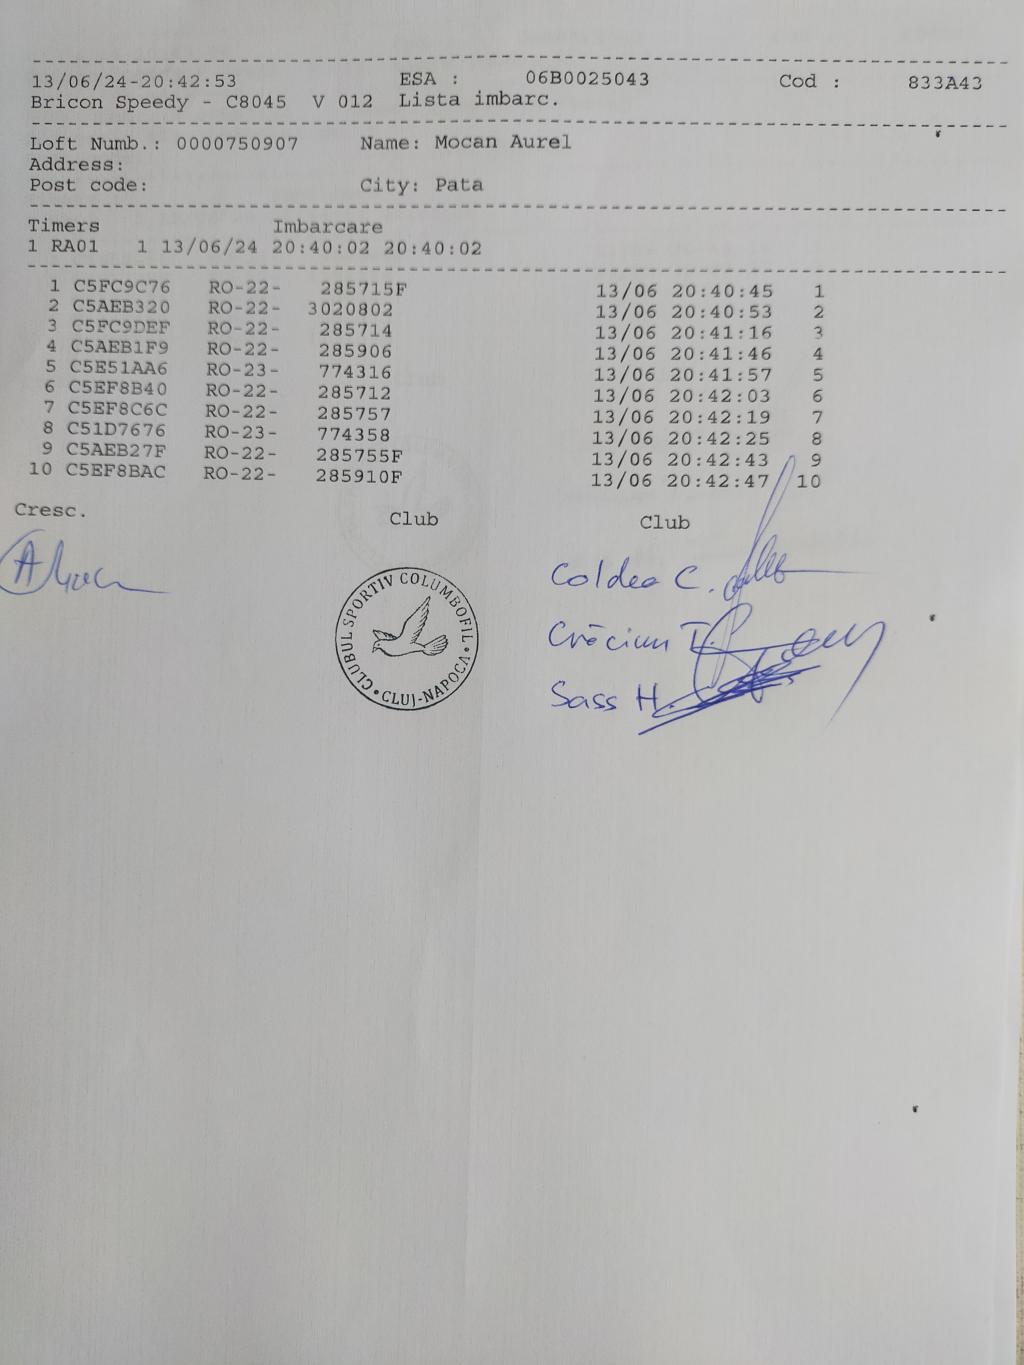 13/06/24-20:42:53 ESA : 06B0025043 Cod : 833A43
Bricon Speedy - C8045 V 012 Lista imbarc.
Loft Numb.: 0000750907 Name: Mocan Aurel
Address:
Post code: City: Pata
Timers Imbarcare
1 RA01 1 13/06/24 20:40:02 20:40:02
1 C5FC9C76 RO-22- 285715F 13/06 20:40:45 1
2 C5AEB320 RO-22- 3020802 13/06 20:40:53 2
3 C5FC9DEF RO-22- 285714 13/06 20:41:16 3
4 C5AEB1F9 RO-22- 285906 13/06 20:41:46 4
5 C5E51AA6 RO-23- 774316 13/06 20:41:57 5
6 C5EF8B40 RO-22- 285712 13/06 20:42:03 6
7 C5EF8C6C RO-22- 285757 13/06 20:42:19 7
8 C51D7676 RO-23- 774358 13/06 20:42:25 8
9 C5AEB27F RO-22- 285755F 13/06 20:42:43 9
10 C5EF8BAC RO-22- 285910F 13/06 20:42:47 10
Cresc. Club Club
CLUBUL SPORTIV COLUMBOFIL • CLUJ-NAPOCA •
Coldea C.
Crăciun I.
Sass H.